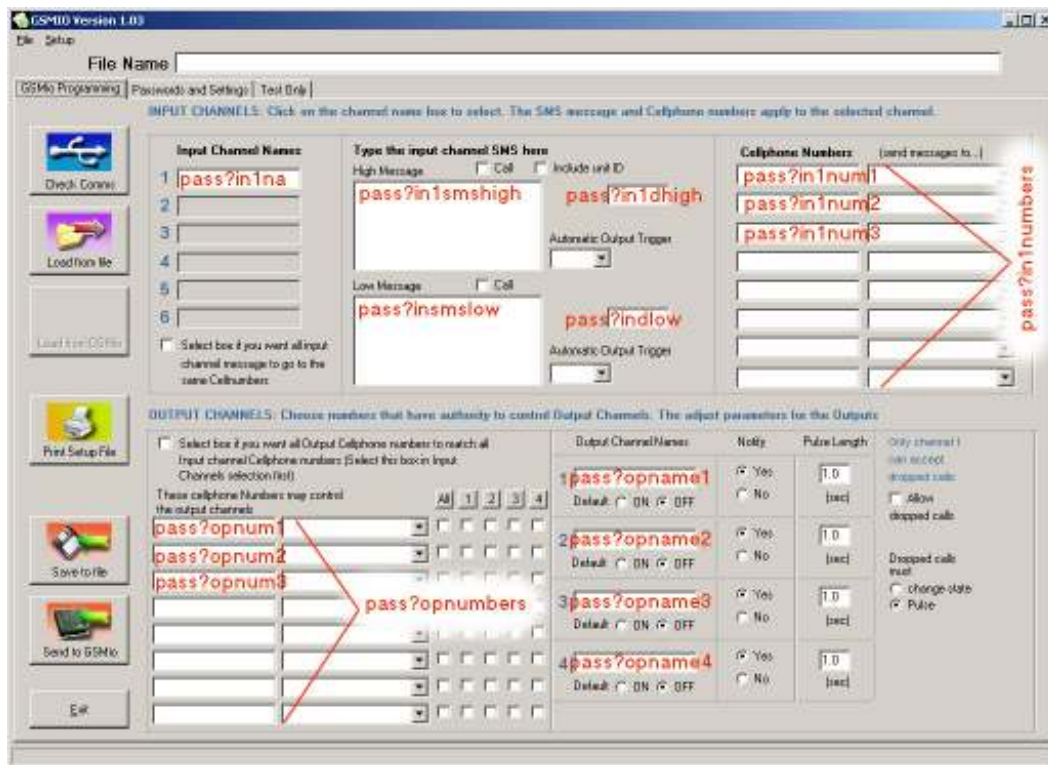 GSMIO Version 1.03
File Setup
File Name
GSMio Programming Passwords and Settings Test Only
INPUT CHANNELS: Click on the channel name box to select. The SMS message and Cellphone numbers apply to the selected channel.
Check Comms
Load from file
Load from GSMio
Print Setup File
Save to file
Send to GSMio
Exit
Input Channel Names
1 pass?in1na
2
3
4
5
6
Select box if you want all input
channel message to go to the
same Cellnumbers
Type the input channel SMS here
High Message Call Include unit ID
pass?in1smshigh
pass?in1dhigh
Automatic Output Trigger
Low Message Call
pass?insmslow
pass?indlow
Automatic Output Trigger
Cellphone Numbers (send messages to...)
pass?in1num1
pass?in1num2
pass?in1num3
pass?in1numbers
OUTPUT CHANNELS: Choose numbers that have authority to control Output Channels. The adjust parameters for the Outputs
Select box if you want all Output Cellphone numbers to match all
Input channel Cellphone numbers (Select this box in Input
Channels selection first)
These cellphone Numbers may control
the output channels
All 1 2 3 4
pass?opnum1
pass?opnum2
pass?opnum3
pass?opnumbers
Output Channel Names Notify Pulse Length
1 pass?opname1 Yes 1.0
Default ON OFF No (sec)
2 pass?opname2 Yes 1.0
Default ON OFF No (sec)
3 pass?opname3 Yes 1.0
Default ON OFF No (sec)
4 pass?opname4 Yes 1.0
Default ON OFF No (sec)
Only channel 1
can accept
dropped calls
Allow
dropped calls
Dropped calls
must
change state
Pulse